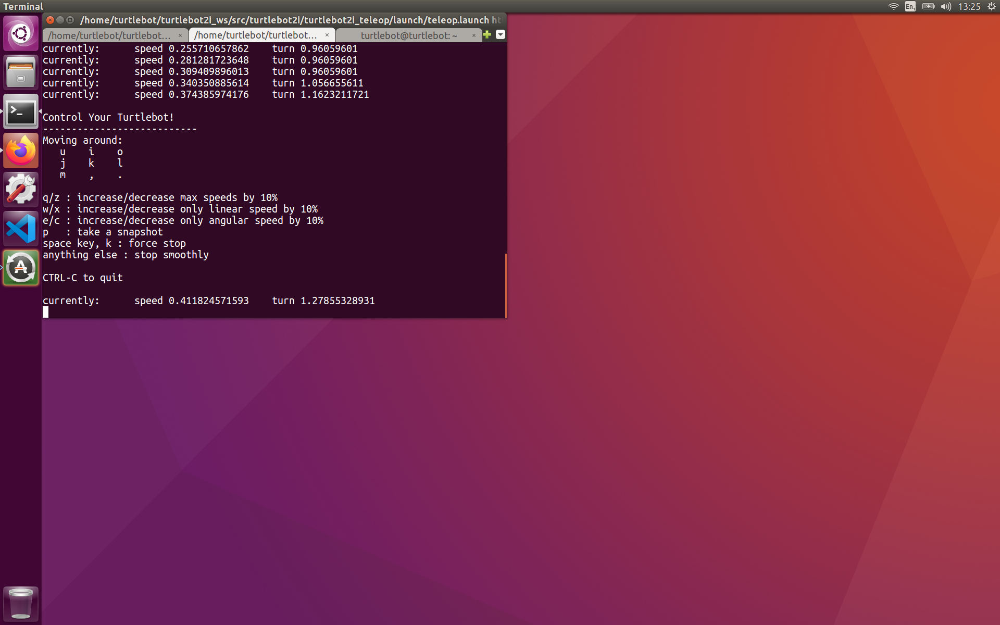 Terminal
En1
13:25
/home/turtlebot/turtlebot2i_ws/src/turtlebot2i/turtlebot2i_teleop/launch/teleop.launch ht
/home/turtlebot/turtlebot... × /home/turtlebot/turtlebot... × turtlebot@turtlebot: ~ ×
currently: speed 0.255710657862 turn 0.96059601
currently: speed 0.281281723648 turn 0.96059601
currently: speed 0.309409896013 turn 0.96059601
currently: speed 0.340350885614 turn 1.056655611
currently: speed 0.374385974176 turn 1.1623211721
Control Your Turtlebot!
---------------------------
Moving around:
u i o
j k l
m , .
q/z : increase/decrease max speeds by 10%
w/x : increase/decrease only linear speed by 10%
e/c : increase/decrease only angular speed by 10%
p : take a snapshot
space key, k : force stop
anything else : stop smoothly
CTRL-C to quit
currently: speed 0.411824571593 turn 1.27855328931